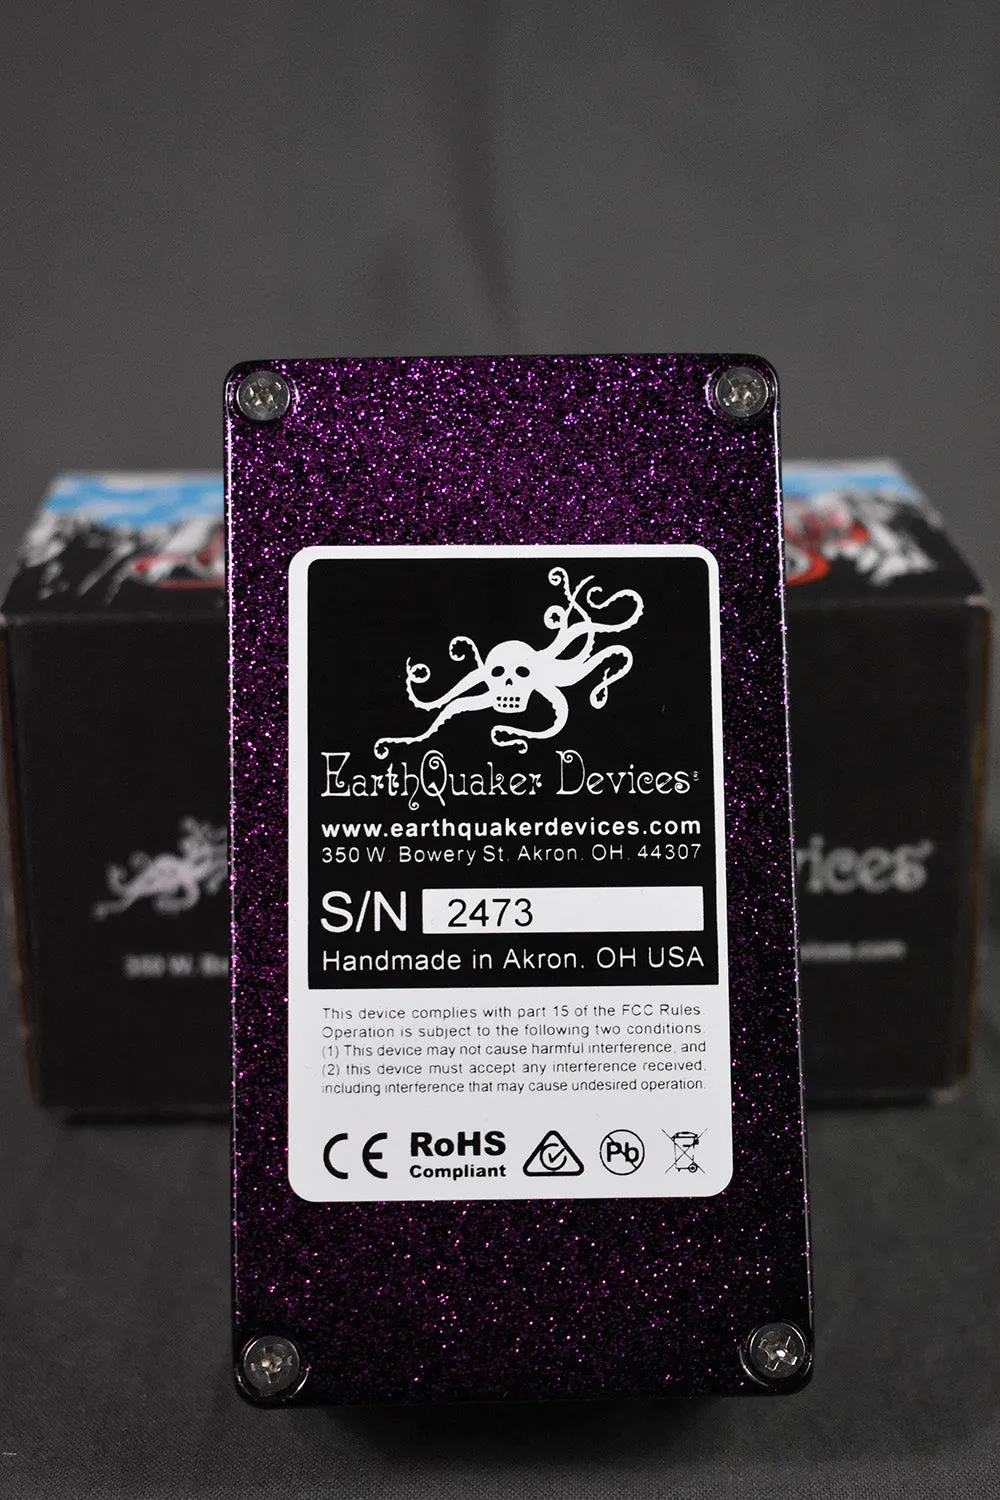 EarthQuaker Devices®
www.earthquakerdevices.com
350 W. Bowery St. Akron, OH. 44307
S/N 2473
Handmade in Akron, OH USA
This device complies with part 15 of the FCC Rules.
Operation is subject to the following two conditions.
(1) This device may not cause harmful interference, and
(2) this device must accept any interference received,
including interference that may cause undesired operation.
CE RoHS Compliant Pb
350 W.
vices